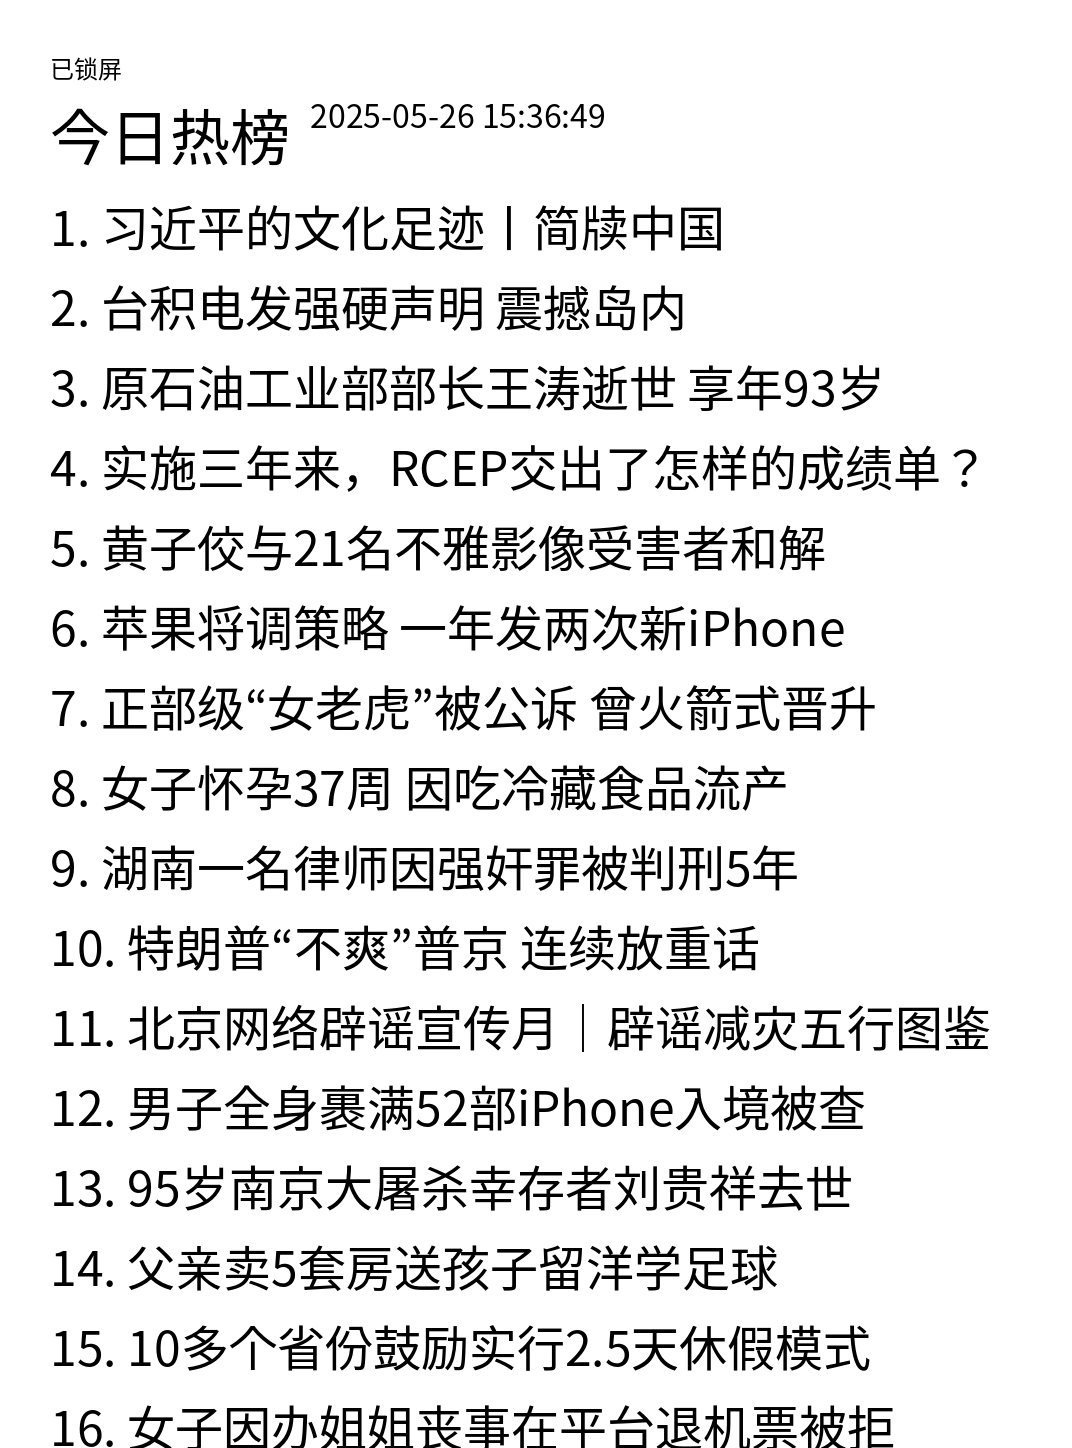 已锁屏
今日热榜 2025-05-26 15:36:49
1. 习近平的文化足迹丨简牍中国
2. 台积电发强硬声明 震撼岛内
3. 原石油工业部部长王涛逝世 享年93岁
4. 实施三年来，RCEP交出了怎样的成绩单？
5. 黄子佼与21名不雅影像受害者和解
6. 苹果将调策略 一年发两次新iPhone
7. 正部级“女老虎”被公诉 曾火箭式晋升
8. 女子怀孕37周 因吃冷藏食品流产
9. 湖南一名律师因强奸罪被判刑5年
10. 特朗普“不爽”普京 连续放重话
11. 北京网络辟谣宣传月｜辟谣减灾五行图鉴
12. 男子全身裹满52部iPhone入境被查
13. 95岁南京大屠杀幸存者刘贵祥去世
14. 父亲卖5套房送孩子留洋学足球
15. 10多个省份鼓励实行2.5天休假模式
16. 女子因办姐姐丧事在平台退机票被拒